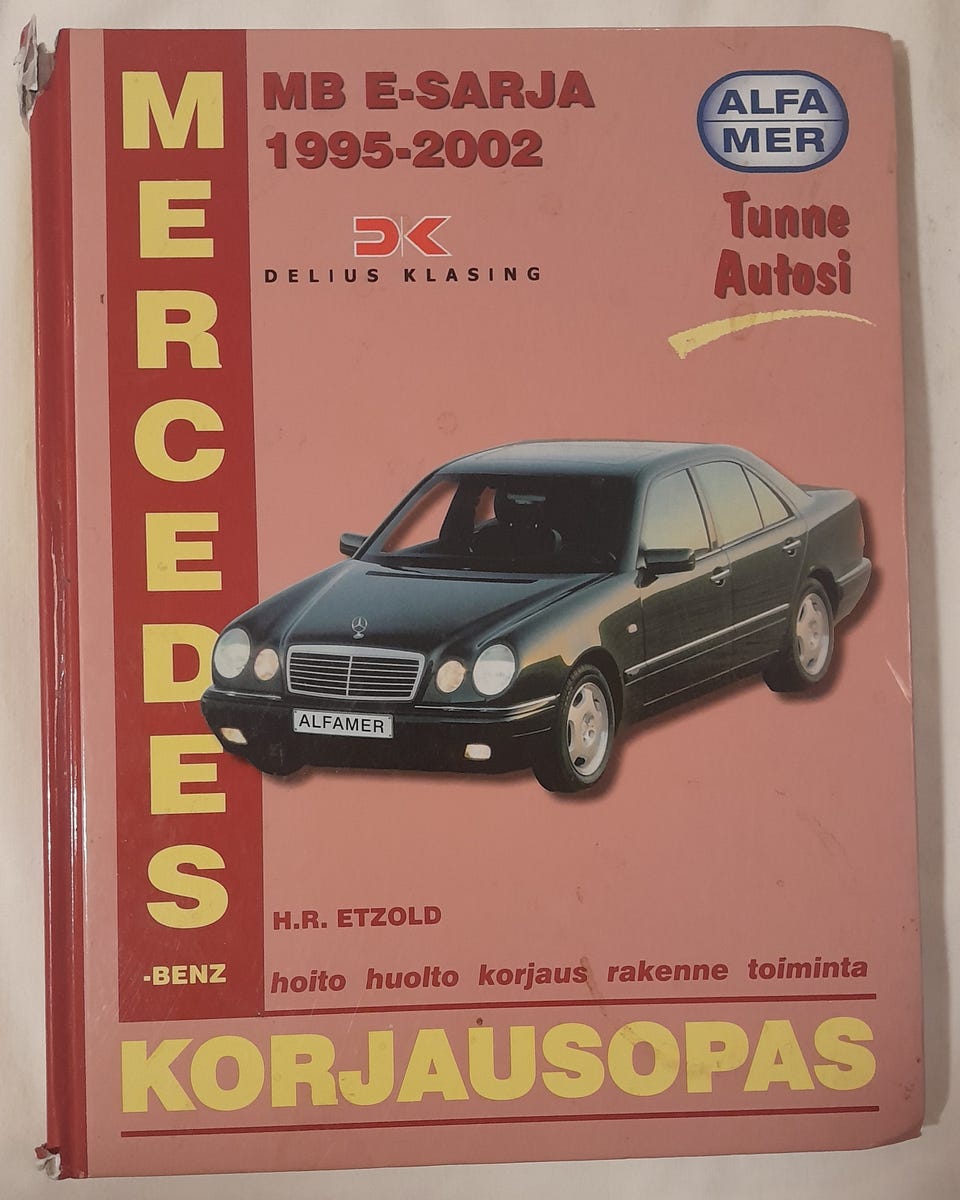 MERCEDES
-BENZ
MB E-SARJA
1995-2002
DK
DELIUS KLASING
ALFA
MER
Tunne
Autosi
ALFAMER
H.R. ETZOLD
hoito huolto korjaus rakenne toiminta
KORJAUSOPAS